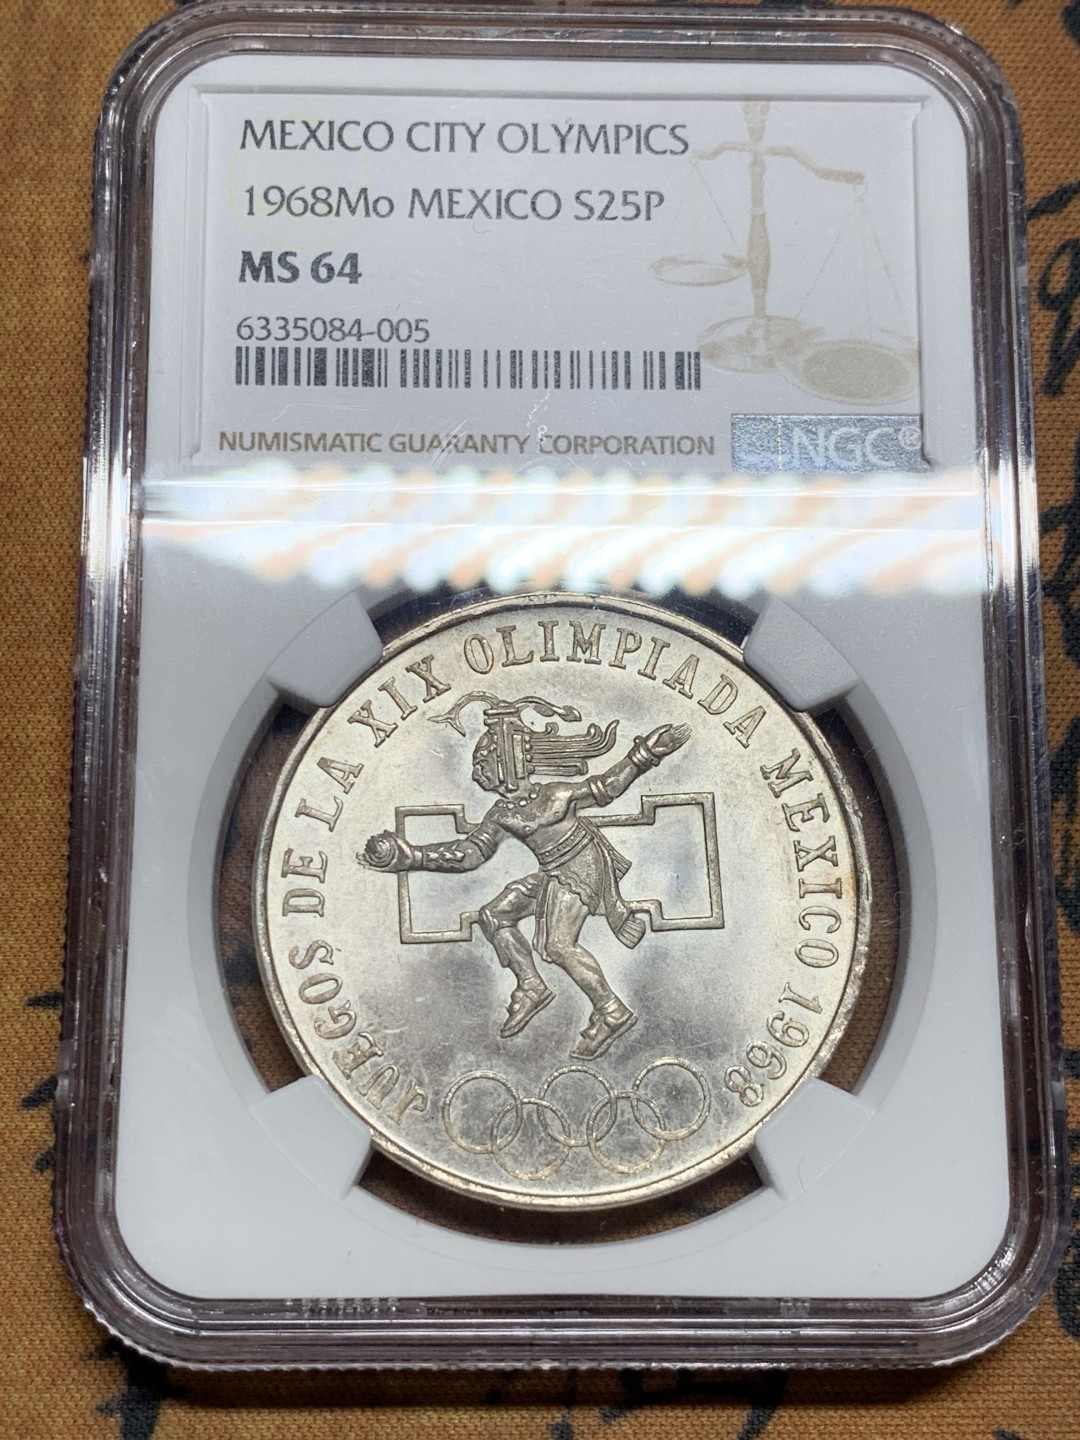 MEXICO CITY OLYMPICS
1968Mo MEXICO S25P
MS 64
6335084-005
NUMISMATIC GUARANTY CORPORATION
NGC®
JUEGOS DE LA XIX OLIMPIADA MEXICO 1968